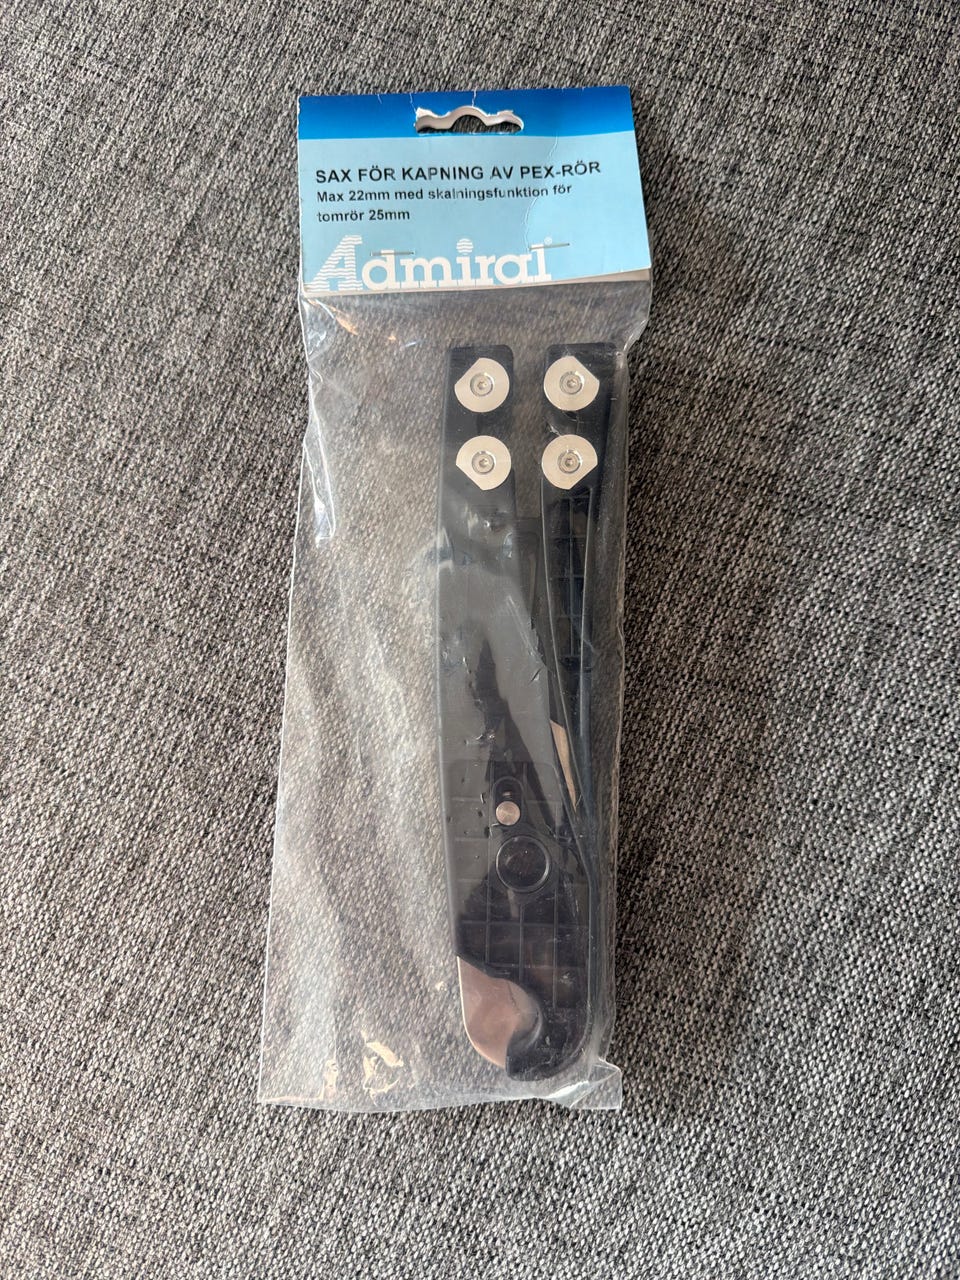 SAX FÖR KAPNING AV PEX-RÖR
Max 22mm med skalningsfunktion för
tomrör 25mm
Admiral